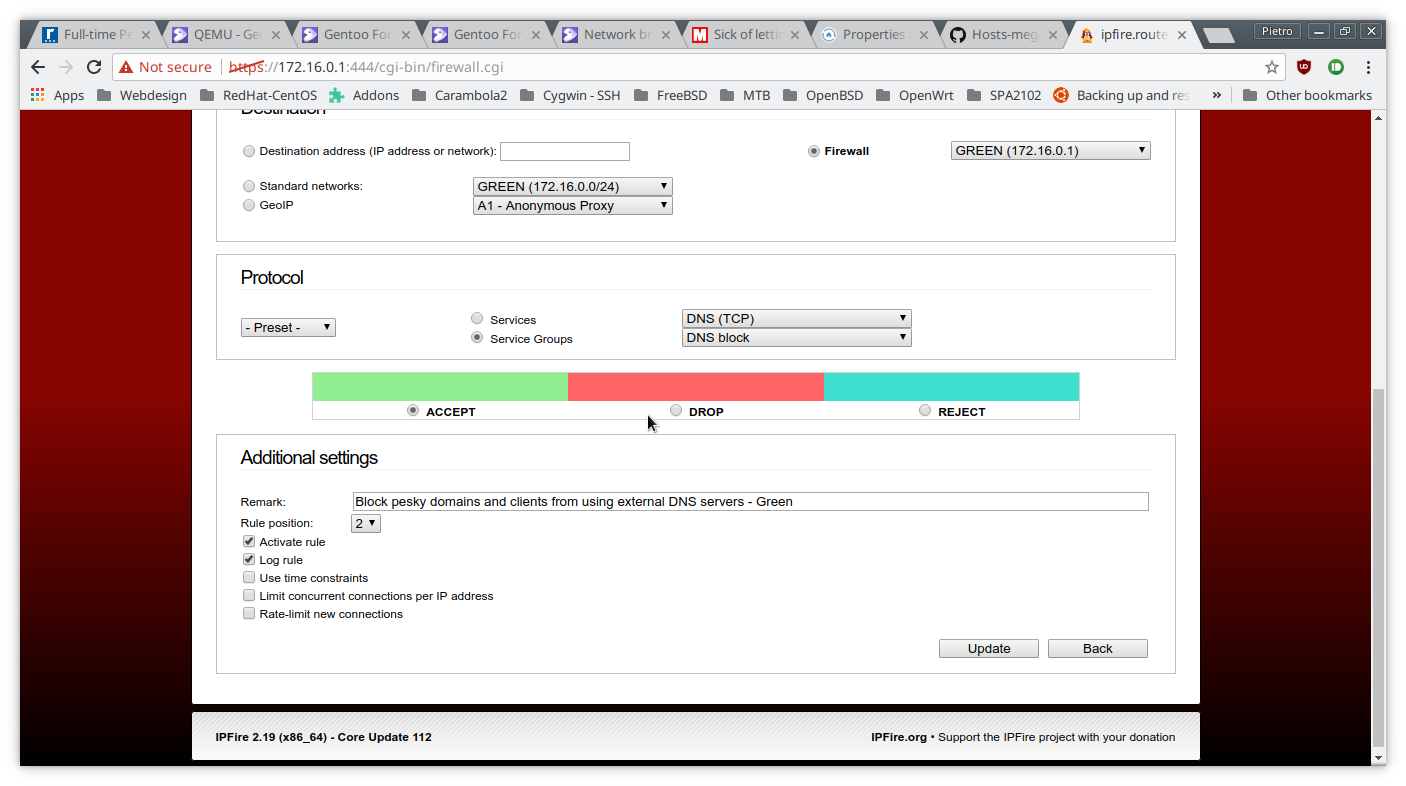 Full-time Pe
QEMU - Ge
Gentoo For
Gentoo For
Network br
Sick of letti
Properties
Hosts-meg
ipfire.route
Pietro
Not secure
https://172.16.0.1:444/cgi-bin/firewall.cgi
Apps
Webdesign
RedHat-CentOS
Addons
Carambola2
Cygwin - SSH
FreeBSD
MTB
OpenBSD
OpenWrt
SPA2102
Backing up and res
»
Other bookmarks
Destination
Destination address (IP address or network):
Firewall
GREEN (172.16.0.1)
Standard networks:
GREEN (172.16.0.0/24)
GeoIP
A1 - Anonymous Proxy
Protocol
- Preset -
Services
DNS (TCP)
Service Groups
DNS block
ACCEPT
DROP
REJECT
Additional settings
Remark:
Block pesky domains and clients from using external DNS servers - Green
Rule position:
2
Activate rule
Log rule
Use time constraints
Limit concurrent connections per IP address
Rate-limit new connections
Update
Back
IPFire 2.19 (x86_64) - Core Update 112
IPFire.org • Support the IPFire project with your donation